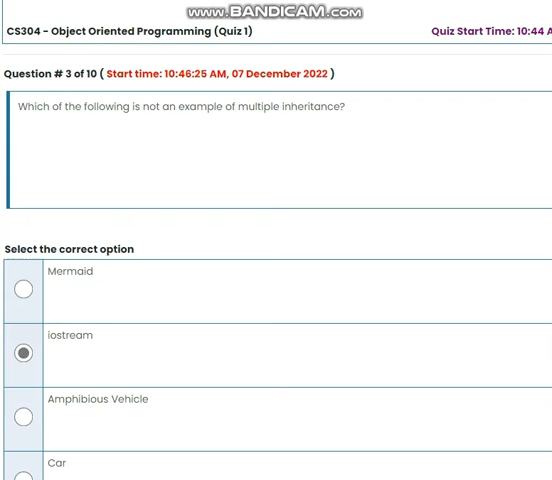 www.BANDICAM.com
CS304 - Object Oriented Programming (Quiz 1) Quiz Start Time: 10:44 A
Question # 3 of 10 ( Start time: 10:46:25 AM, 07 December 2022 )
Which of the following is not an example of multiple inheritance?
Select the correct option
Mermaid
iostream
Amphibious Vehicle
Car